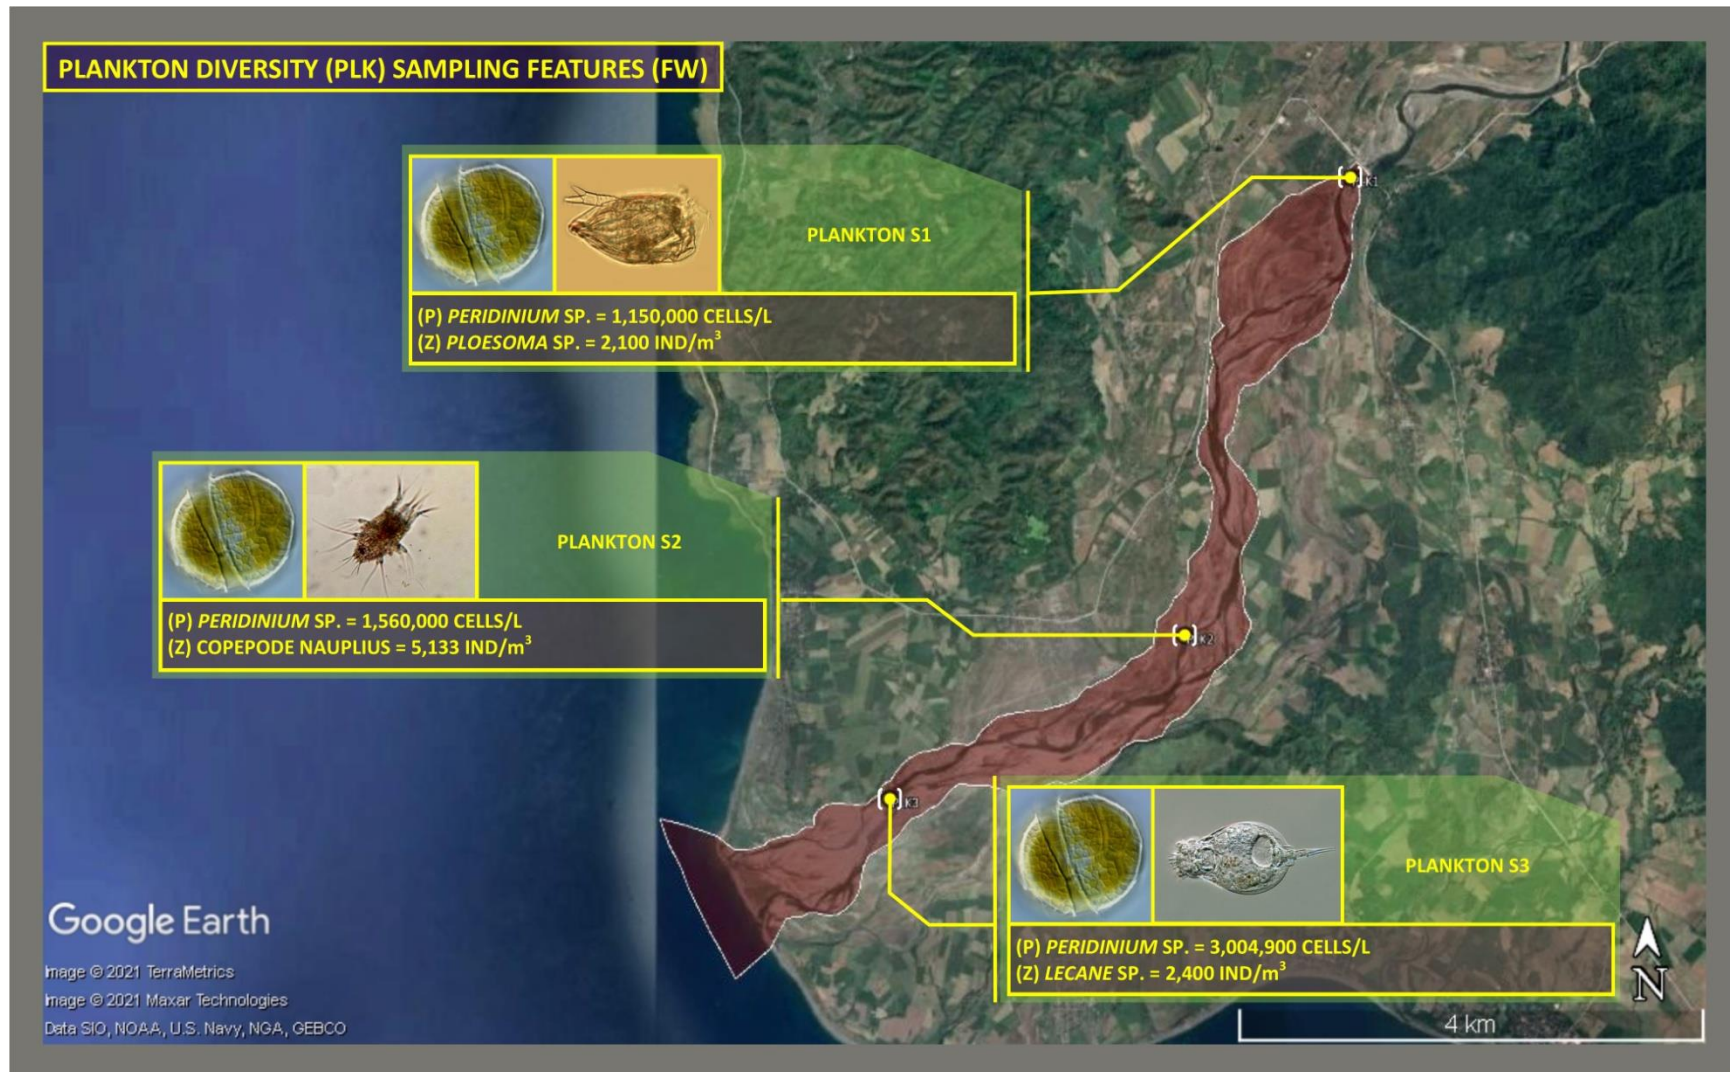 PLANKTON DIVERSITY (PLK) SAMPLING FEATURES (FW)
PLANKTON S1
(P) PERIDINIUM SP. = 1,150,000 CELLS/L
(Z) PLOESOMA SP. = 2,100 IND/m³
K1
PLANKTON S2
(P) PERIDINIUM SP. = 1,560,000 CELLS/L
(Z) COPEPODE NAUPLIUS = 5,133 IND/m³
K2
K3
PLANKTON S3
(P) PERIDINIUM SP. = 3,004,900 CELLS/L
(Z) LECANE SP. = 2,400 IND/m³
Google Earth
Image © 2021 TerraMetrics
Image © 2021 Maxar Technologies
Data SIO, NOAA, U.S. Navy, NGA, GEBCO
N
4 km